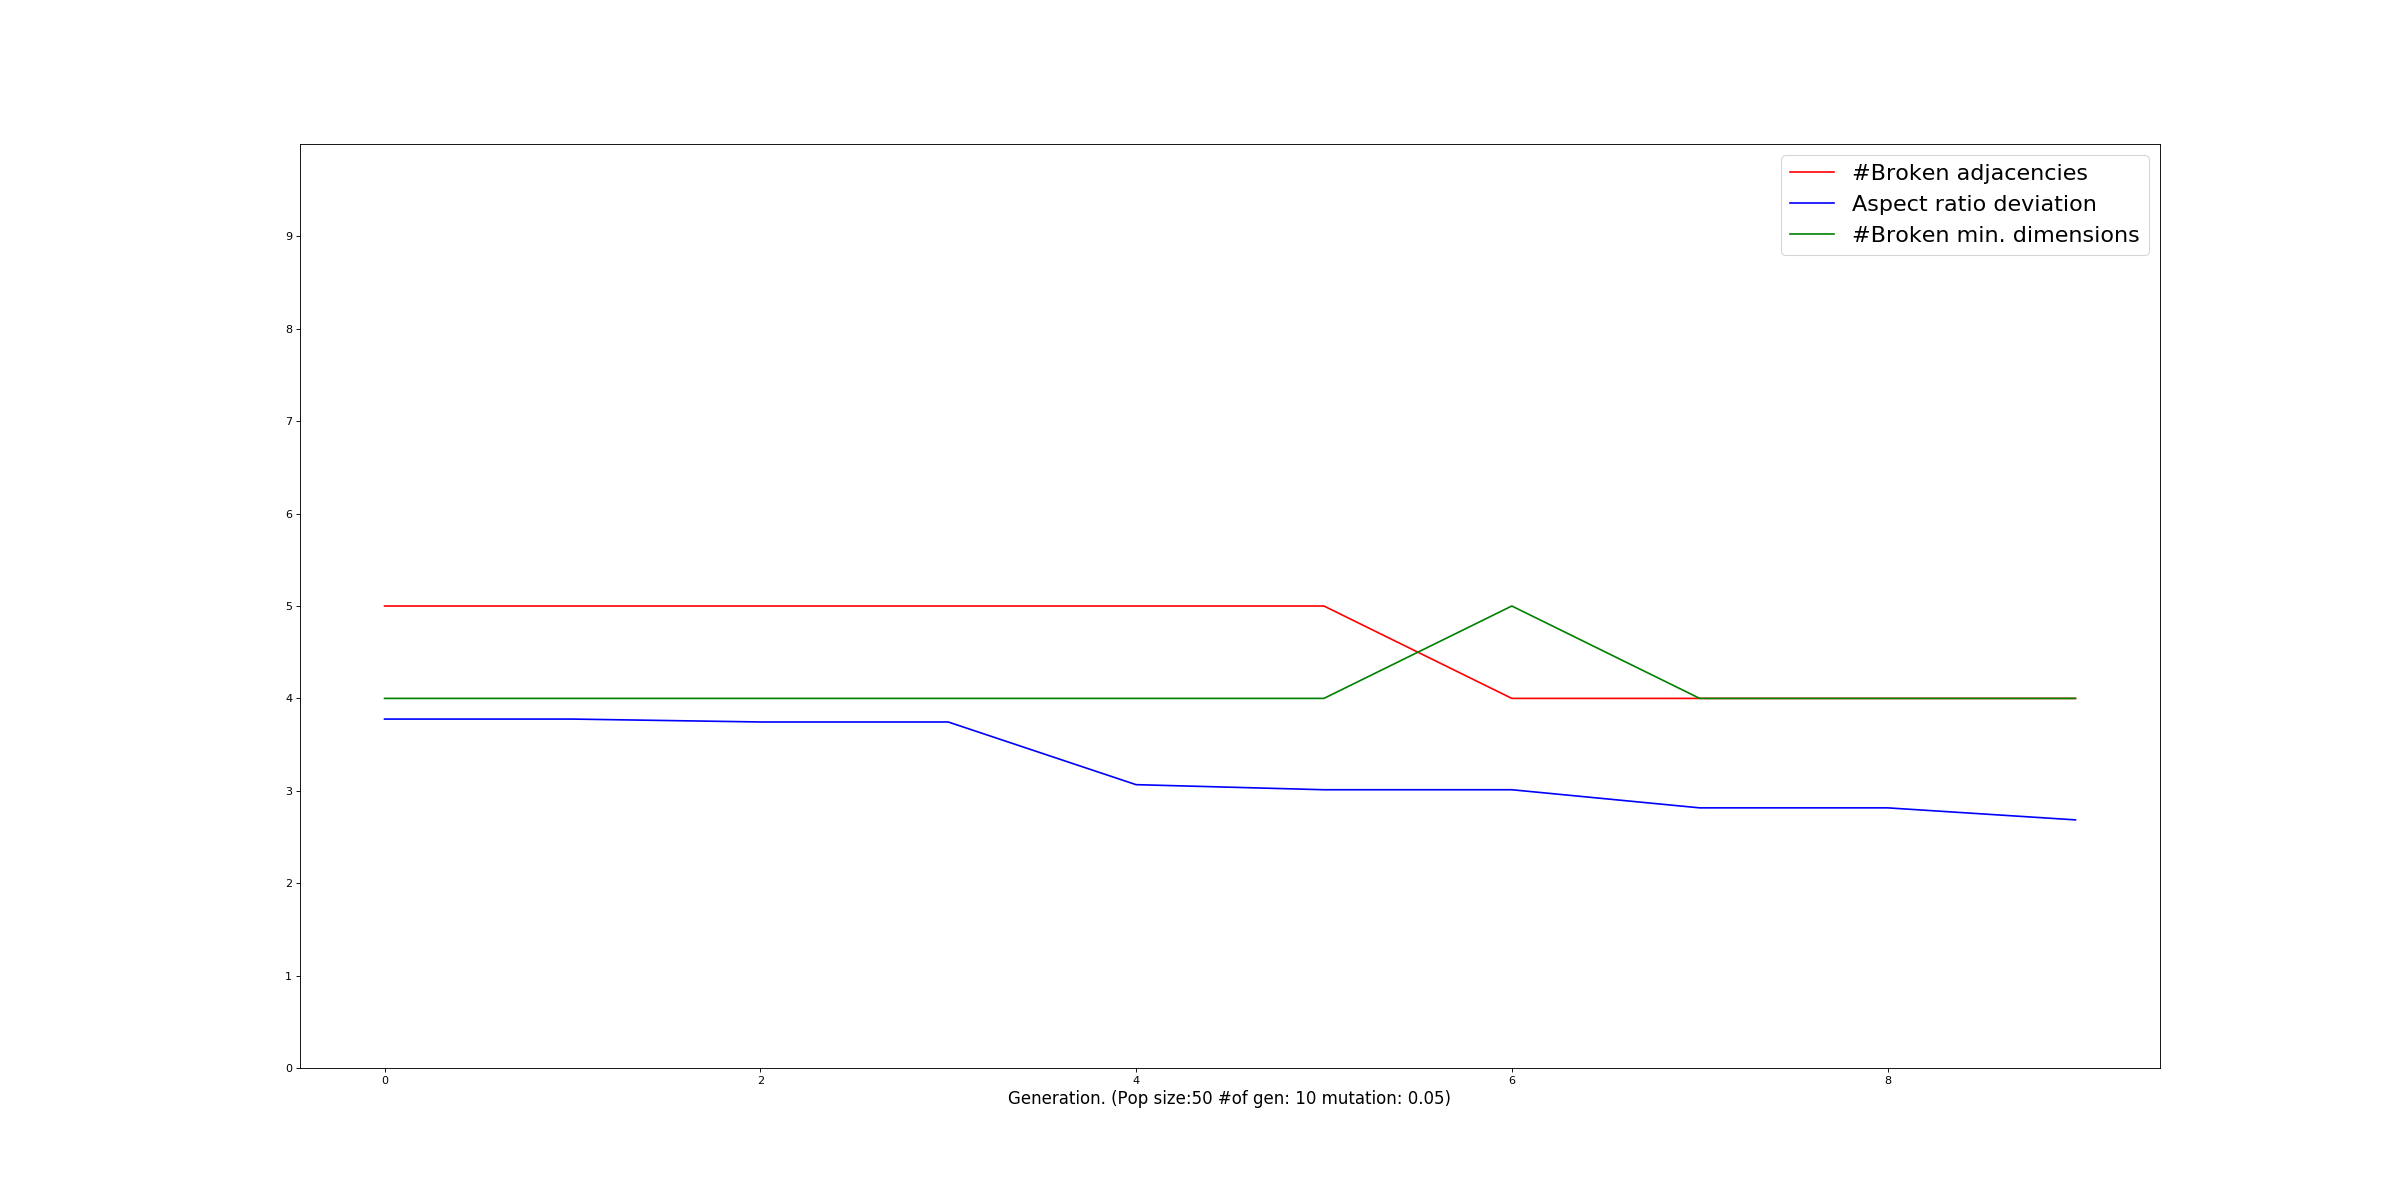 #Broken adjacencies
Aspect ratio deviation
#Broken min. dimensions
9
8
7
6
5
4
3
2
1
0
0 2 4 6 8
Generation. (Pop size:50 #of gen: 10 mutation: 0.05)